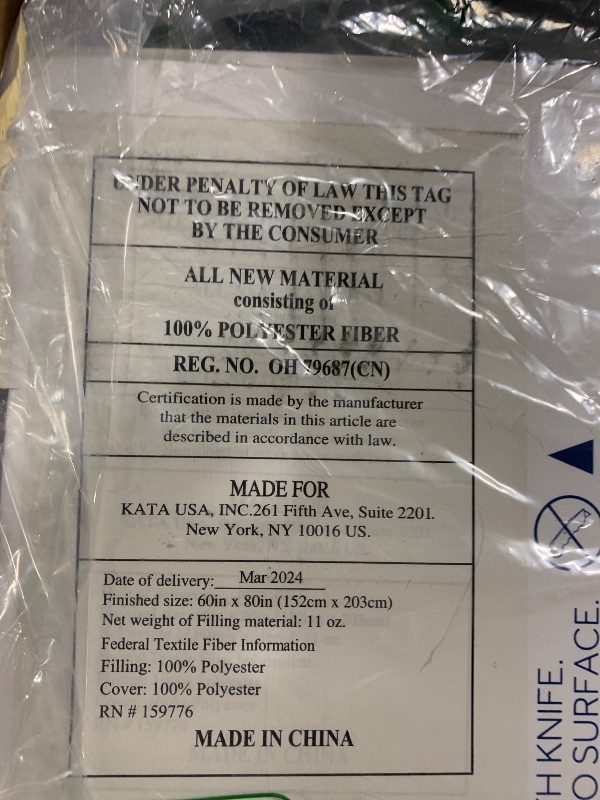 UNDER PENALTY OF LAW THIS TAG
NOT TO BE REMOVED EXCEPT
BY THE CONSUMER
ALL NEW MATERIAL
consisting of
100% POLYESTER FIBER
REG. NO. OH 79687(CN)
Certification is made by the manufacturer
that the materials in this article are
described in accordance with law.
MADE FOR
KATA USA, INC.261 Fifth Ave, Suite 2201.
New York, NY 10016 US.
Date of delivery: Mar 2024
Finished size: 60in x 80in (152cm x 203cm)
Net weight of Filling material: 11 oz.
Federal Textile Fiber Information
Filling: 100% Polyester
Cover: 100% Polyester
RN # 159776
MADE IN CHINA
KNIFE.
SURFACE.